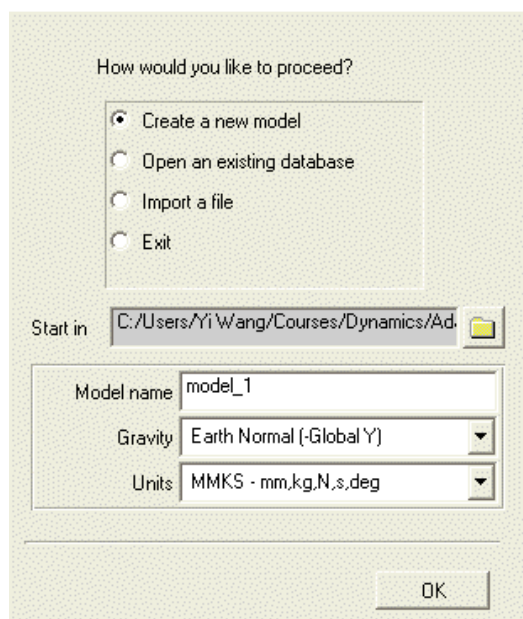 How would you like to proceed?
Create a new model
Open an existing database
Import a file
Exit
Start in C:/Users/Yi Wang/Courses/Dynamics/Ad
Model name model_1
Gravity Earth Normal (-Global Y)
Units MMKS - mm,kg,N,s,deg
OK